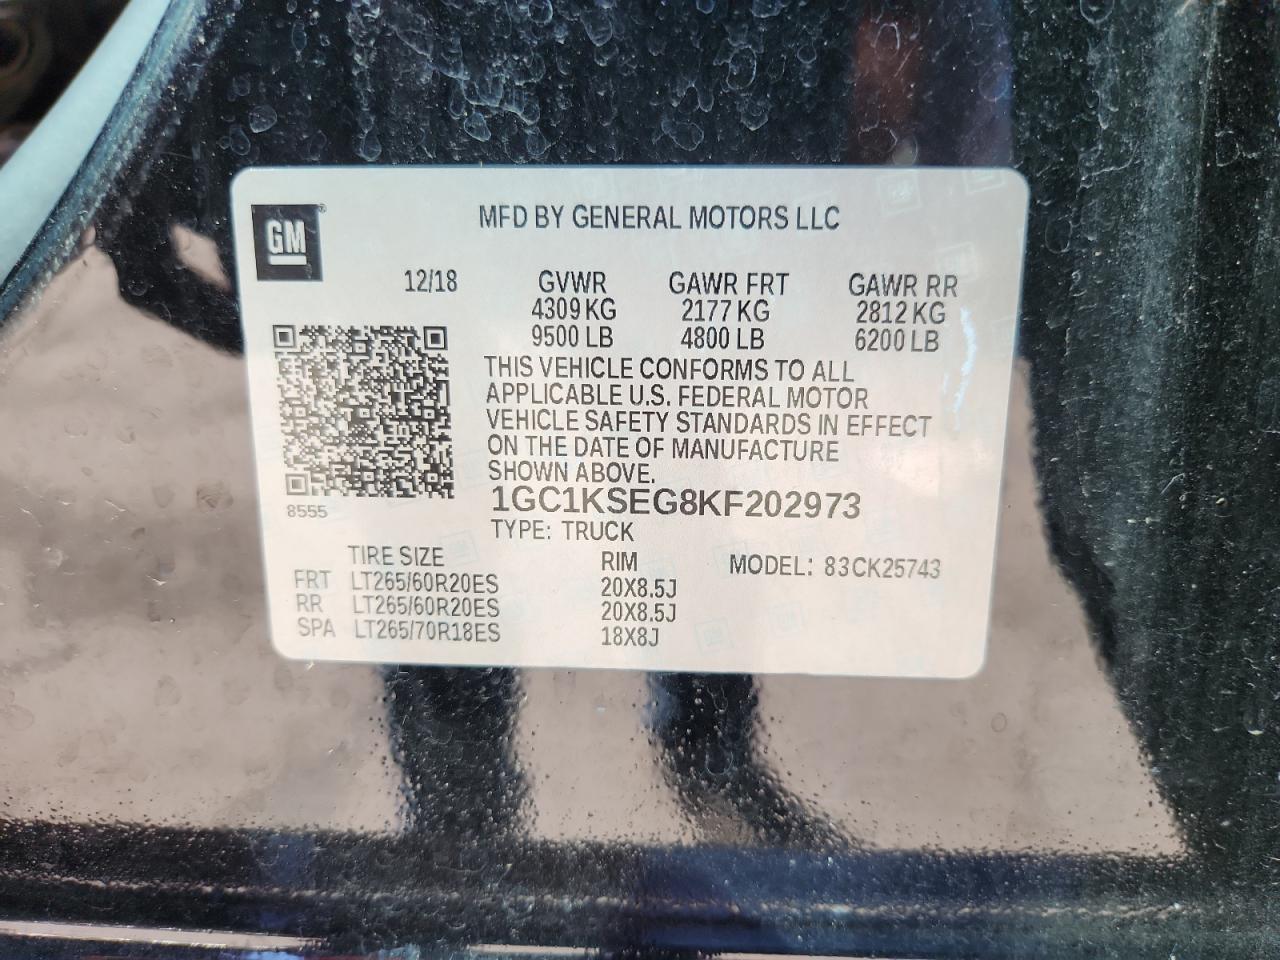 GM
MFD BY GENERAL MOTORS LLC
12/18 GVWR GAWR FRT GAWR RR
4309 KG 2177 KG 2812 KG
9500 LB 4800 LB 6200 LB
THIS VEHICLE CONFORMS TO ALL
APPLICABLE U.S. FEDERAL MOTOR
VEHICLE SAFETY STANDARDS IN EFFECT
ON THE DATE OF MANUFACTURE
SHOWN ABOVE.
8555
1GC1KSEG8KF202973
TYPE: TRUCK
TIRE SIZE RIM MODEL: 83CK25743
FRT LT265/60R20ES 20X8.5J
RR LT265/60R20ES 20X8.5J
SPA LT265/70R18ES 18X8J